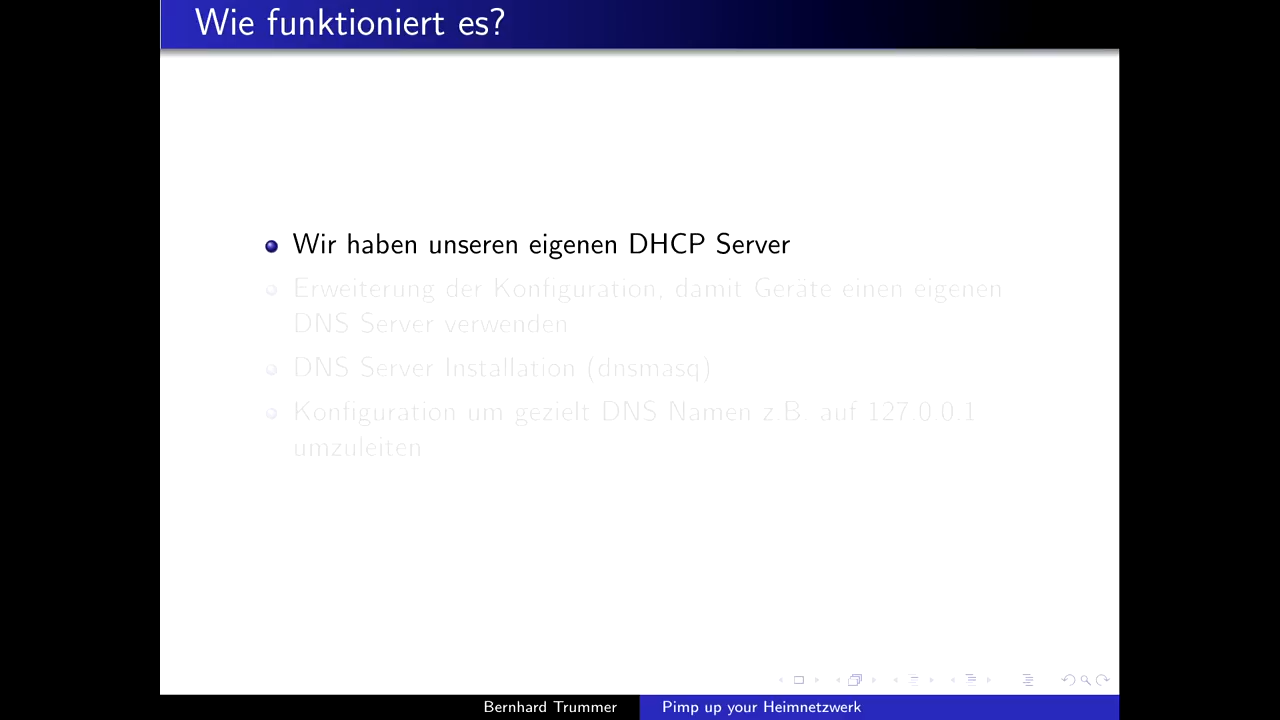 Wie funktioniert es?
Wir haben unseren eigenen DHCP Server
Erweiterung der Konfiguration, damit Geräte einen eigenen
DNS Server verwenden
DNS Server Installation (dnsmasq)
Konfiguration um gezielt DNS Namen z.B. auf 127.0.0.1
umzuleiten
Bernhard Trummer
Pimp up your Heimnetzwerk